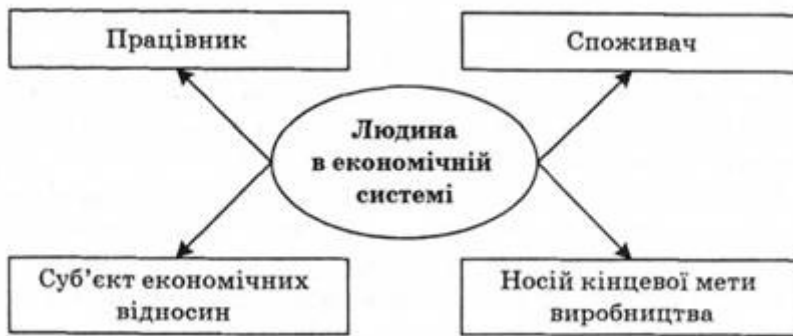 Працівник
Споживач
Людина
в економічній
системі
Суб’єкт економічних
відносин
Носій кінцевої мети
виробництва